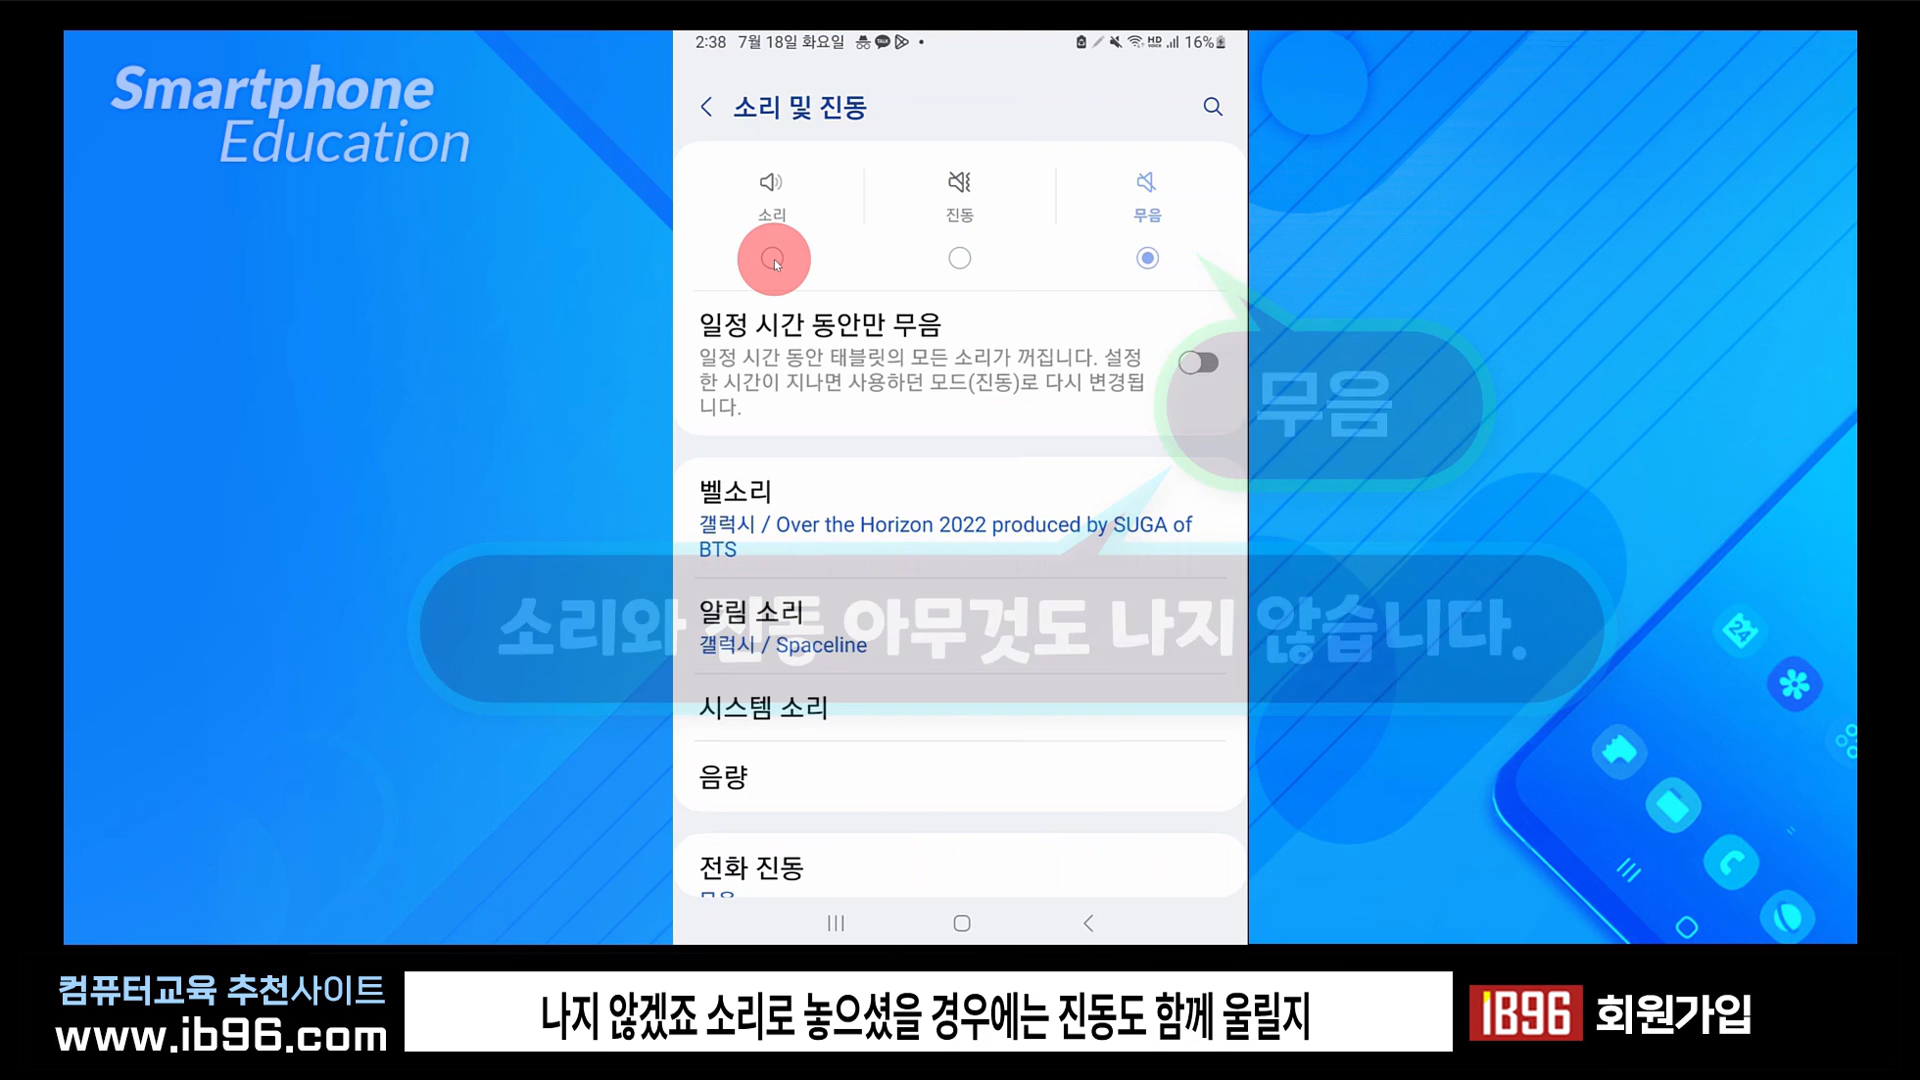 Smartphone
Education
2:38 7월 18일 화요일
16%
소리 및 진동
소리
진동
무음
일정 시간 동안만 무음
일정 시간 동안 태블릿의 모든 소리가 꺼집니다. 설정
한 시간이 지나면 사용하던 모드(진동)로 다시 변경됩
니다.
무음
벨소리
갤럭시 / Over the Horizon 2022 produced by SUGA of
BTS
소리와 진동 아무것도 나지 않습니다.
알림 소리
갤럭시 / Spaceline
시스템 소리
음량
전화 진동
24
컴퓨터교육 추천사이트
www.ib96.com
나지 않겠죠 소리로 놓으셨을 경우에는 진동도 함께 울릴지
IB96 회원가입